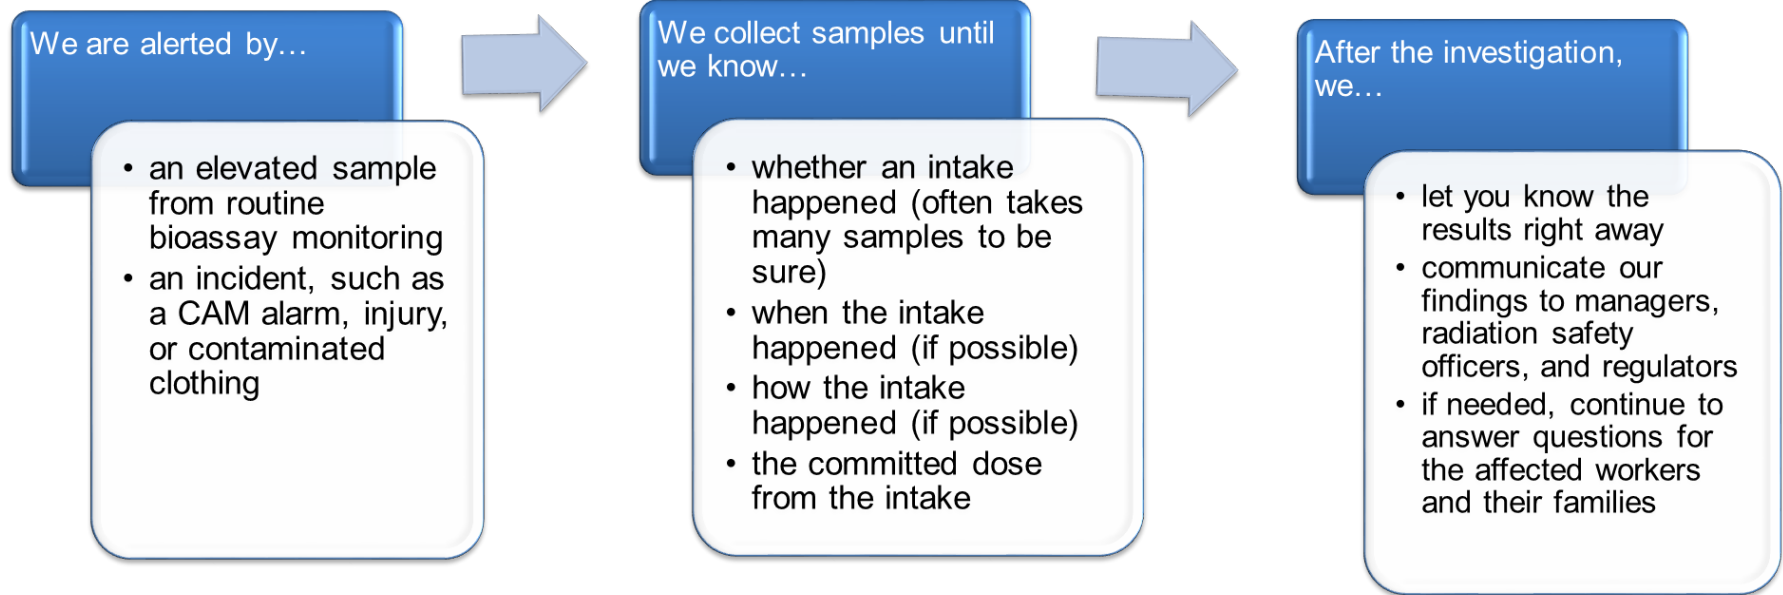 We are alerted by…
• an elevated sample
from routine
bioassay monitoring
• an incident, such as
a CAM alarm, injury,
or contaminated
clothing
We collect samples until
we know…
• whether an intake
happened (often takes
many samples to be
sure)
• when the intake
happened (if possible)
• how the intake
happened (if possible)
• the committed dose
from the intake
After the investigation,
we…
• let you know the
results right away
• communicate our
findings to managers,
radiation safety
officers, and regulators
• if needed, continue to
answer questions for
the affected workers
and their families